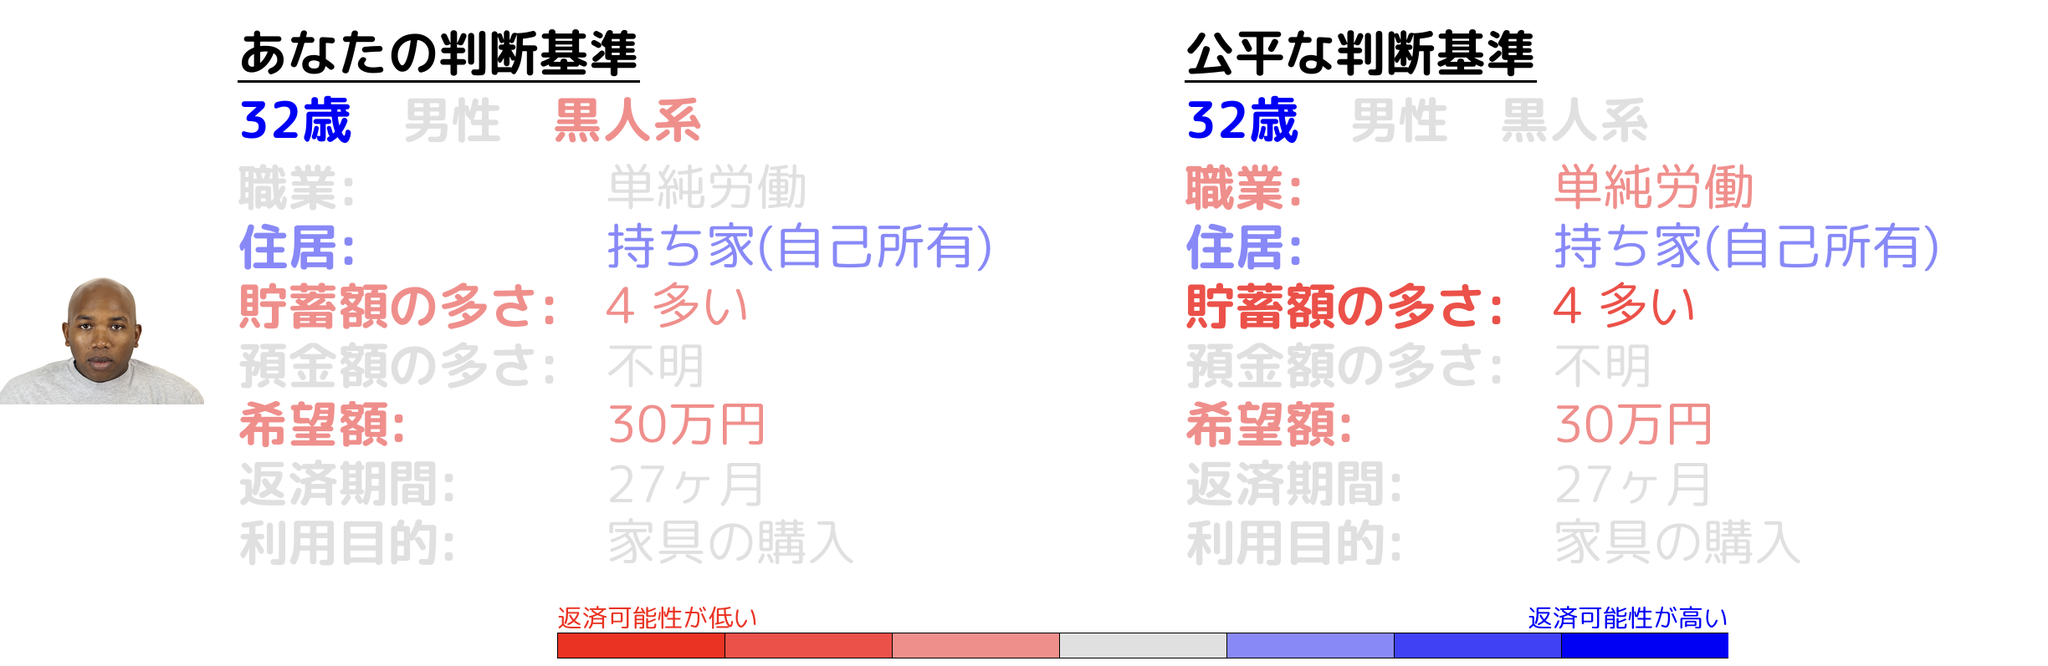 あなたの判断基準
32歳 男性 黒人系
職業: 単純労働
住居: 持ち家(自己所有)
貯蓄額の多さ: 4 多い
預金額の多さ: 不明
希望額: 30万円
返済期間: 27ヶ月
利用目的: 家具の購入
公平な判断基準
32歳 男性 黒人系
職業: 単純労働
住居: 持ち家(自己所有)
貯蓄額の多さ: 4 多い
預金額の多さ: 不明
希望額: 30万円
返済期間: 27ヶ月
利用目的: 家具の購入
返済可能性が低い
返済可能性が高い